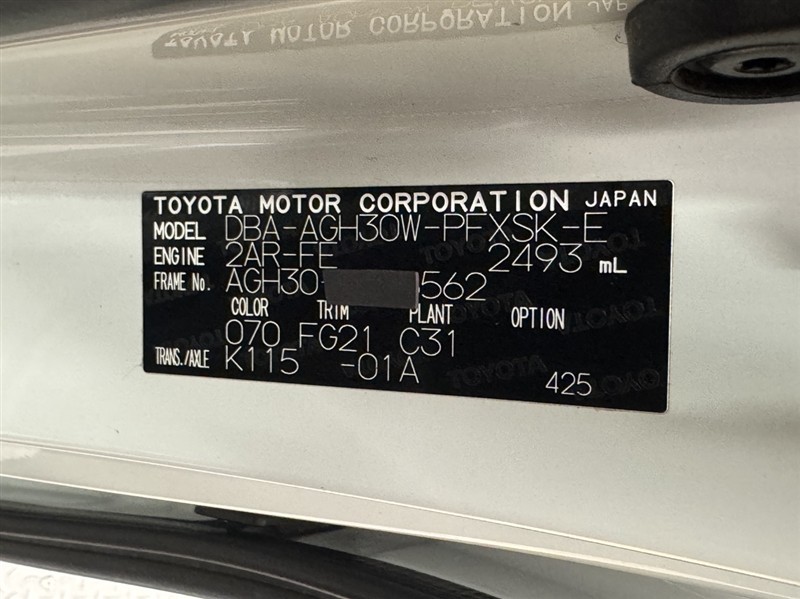 TOYOTA MOTOR CORPORATION JAPAN
TOYOTA MOTOR CORPORATION JAPAN
MODEL DBA-AGH30W-PFXSK-E
ENGINE 2AR-FE 2493 mL
FRAME No. AGH30- 562
COLOR TRIM PLANT OPTION
070 FG21 C31
TRANS./AXLE K115 -01A
425